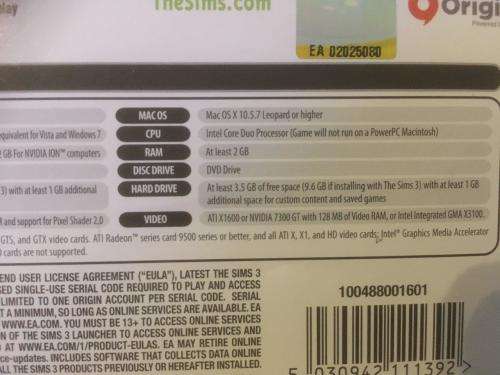 play
TheSims.com
Origi
Powered
EA 02025080
MAC OS Mac OS X 10.5.7 Leopard or higher
equivalent for Vista and Windows 7 CPU Intel Core Duo Processor (Game will not run on a PowerPC Macintosh)
GB For NVIDIA ION™ computers RAM At least 2 GB
DISC DRIVE DVD Drive
3) with at least 1 GB additional HARD DRIVE At least 3.5 GB of free space (9.6 GB if installing with The Sims 3) with at least 1 GB
additional space for custom content and saved games
and support for Pixel Shader 2.0 VIDEO ATI X1600 or NVIDIA 7300 GT with 128 MB of Video RAM, or Intel Integrated GMA X3100.
GTS, and GTX video cards. ATI Radeon™ series card 9500 series or better, and all ATI X, X1, and HD video cards; Intel® Graphics Media Accelerator
cards are not supported.
END USER LICENSE AGREEMENT ("EULA"), LATEST THE SIMS 3
SED SINGLE-USE SERIAL CODE REQUIRED TO PLAY AND ACCESS
LIMITED TO ONE ORIGIN ACCOUNT PER SERIAL CODE. SERIAL
T A MINIMUM, SO LONG AS ONLINE SERVICES ARE AVAILABLE. EA
WWW.EA.COM. YOU MUST BE 13+ TO ACCESS ONLINE SERVICES
ON OF THE SIMS 3 LAUNCHER TO ACCESS ONLINE SERVICES AND
AT WWW.EA.COM/1/PRODUCT-EULAS. EA MAY RETIRE ONLINE
ce-updates. INCLUDES SOFTWARE THAT COLLECTS DATA ONLINE
ALL THE SIMS 3 PRODUCTS PREVIOUSLY OR HEREAFTER INSTALLED.
100488001601
5 030942 111392 >